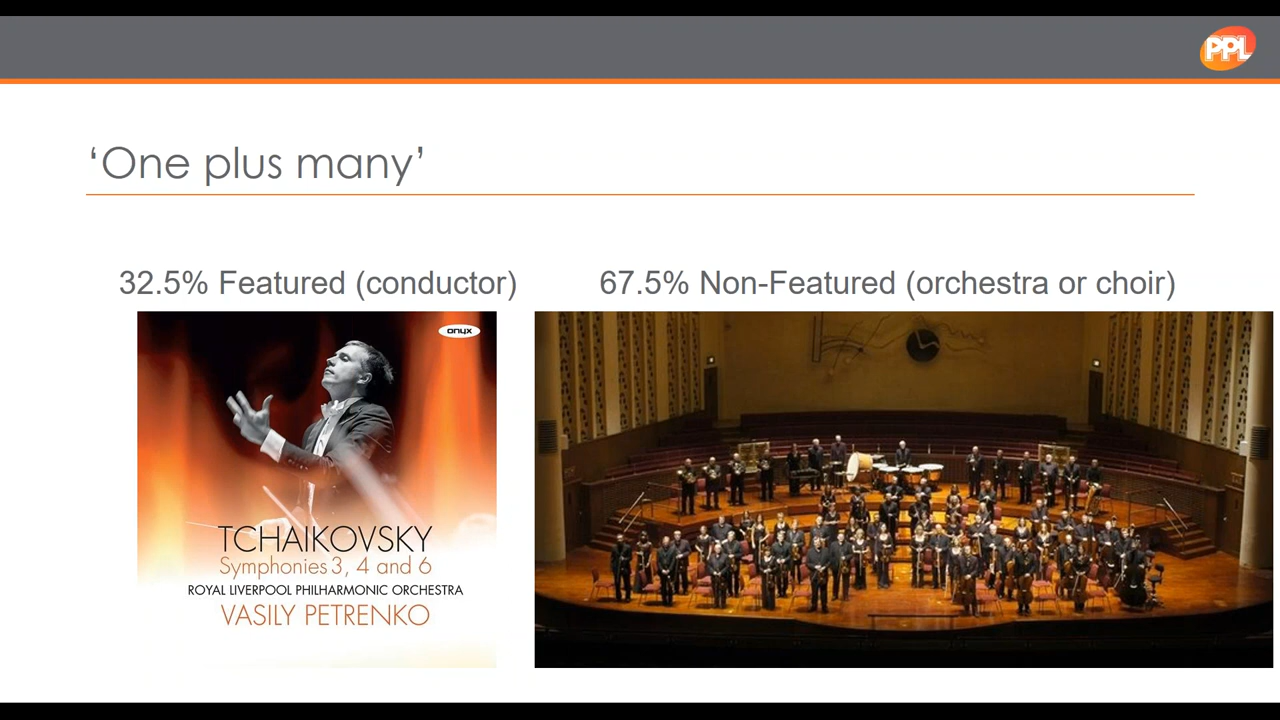 PPL
‘One plus many’
32.5% Featured (conductor)
67.5% Non-Featured (orchestra or choir)
onyx
TCHAIKOVSKY
Symphonies 3, 4 and 6
ROYAL LIVERPOOL PHILHARMONIC ORCHESTRA
VASILY PETRENKO